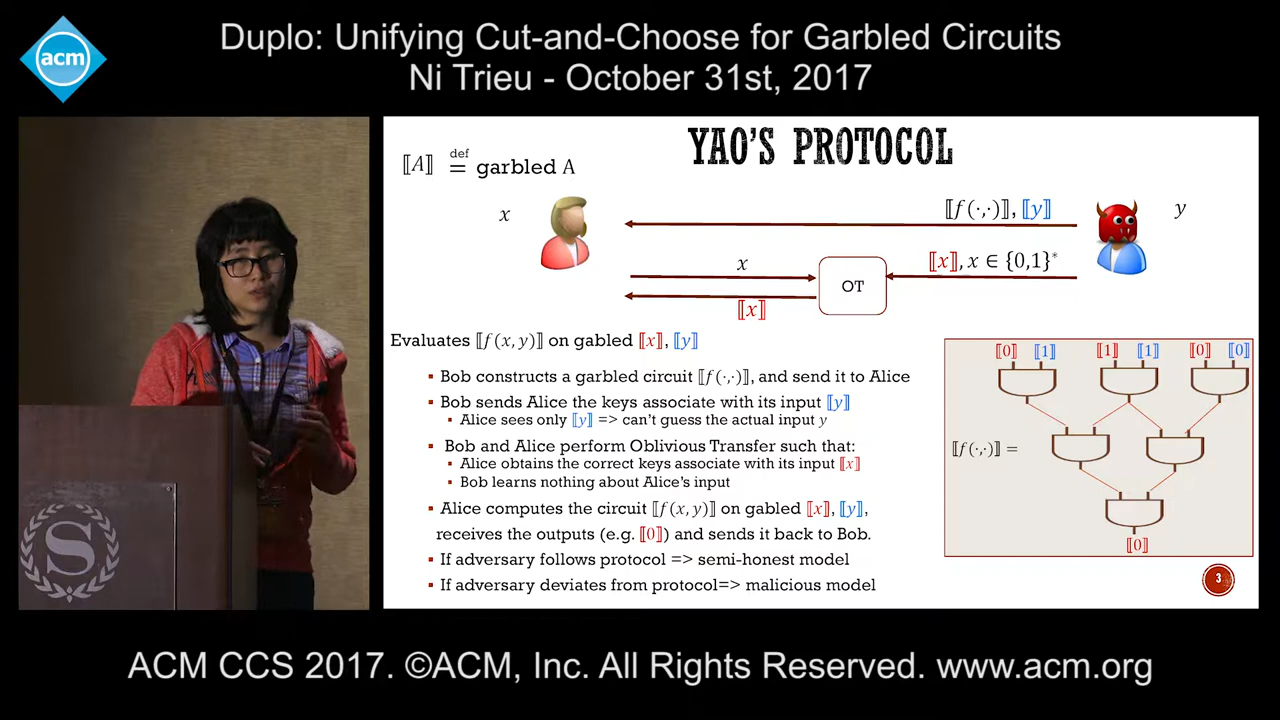 acm
Duplo: Unifying Cut-and-Choose for Garbled Circuits
Ni Trieu - October 31st, 2017
⟦A⟧ def= garbled A
YAO'S PROTOCOL
x
⟦f(·,·)⟧, ⟦y⟧
y
x
OT
⟦x⟧, x ∈ {0,1}*
⟦x⟧
Evaluates ⟦f(x, y)⟧ on gabled ⟦x⟧, ⟦y⟧
▪ Bob constructs a garbled circuit ⟦f(·,·)⟧, and send it to Alice
▪ Bob sends Alice the keys associate with its input ⟦y⟧
▪ Alice sees only ⟦y⟧ => can't guess the actual input y
▪ Bob and Alice perform Oblivious Transfer such that:
▪ Alice obtains the correct keys associate with its input ⟦x⟧
▪ Bob learns nothing about Alice's input
▪ Alice computes the circuit ⟦f(x, y)⟧ on gabled ⟦x⟧, ⟦y⟧,
receives the outputs (e.g. ⟦0⟧) and sends it back to Bob.
▪ If adversary follows protocol => semi-honest model
▪ If adversary deviates from protocol=> malicious model
⟦0⟧ ⟦1⟧ ⟦1⟧ ⟦1⟧ ⟦0⟧ ⟦0⟧
⟦f(·,·)⟧ =
⟦0⟧
3
S
ACM CCS 2017. ©ACM, Inc. All Rights Reserved. www.acm.org